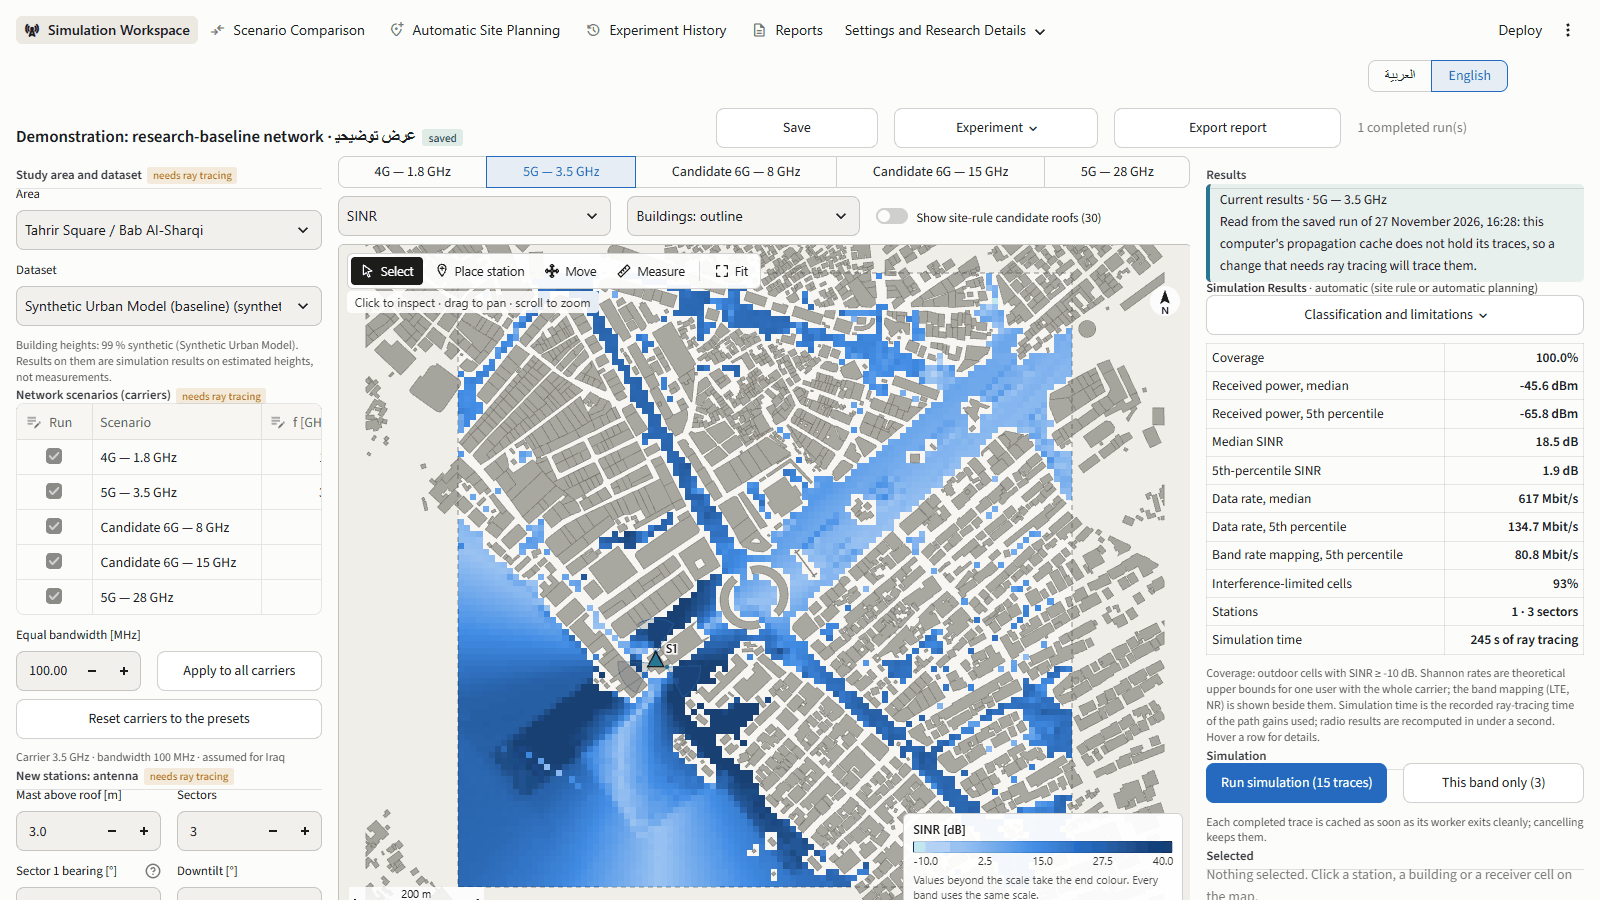 Simulation Workspace
Scenario Comparison
Automatic Site Planning
Experiment History
Reports
Settings and Research Details
Deploy
العربية
English
Demonstration: research-baseline network · عرض توضيحي
saved
Save
Experiment
Export report
1 completed run(s)
Study area and dataset
needs ray tracing
Area
Tahrir Square / Bab Al-Sharqi
Dataset
Synthetic Urban Model (baseline) (synthet
Building heights: 99 % synthetic (Synthetic Urban Model).
Results on them are simulation results on estimated heights,
not measurements.
Network scenarios (carriers)
needs ray tracing
Run
Scenario
f [GH
4G — 1.8 GHz
5G — 3.5 GHz
Candidate 6G — 8 GHz
Candidate 6G — 15 GHz
5G — 28 GHz
Equal bandwidth [MHz]
100.00
Apply to all carriers
Reset carriers to the presets
Carrier 3.5 GHz · bandwidth 100 MHz · assumed for Iraq
New stations: antenna
needs ray tracing
Mast above roof [m]
Sectors
3.0
3
Sector 1 bearing [°]
Downtilt [°]
4G — 1.8 GHz
5G — 3.5 GHz
Candidate 6G — 8 GHz
Candidate 6G — 15 GHz
5G — 28 GHz
SINR
Buildings: outline
Show site-rule candidate roofs (30)
Select
Place station
Move
Measure
Fit
Click to inspect · drag to pan · scroll to zoom
N
S1
200 m
SINR [dB]
-10.0 2.5 15.0 27.5 40.0
Values beyond the scale take the end colour. Every
band uses the same scale.
Results
Current results · 5G — 3.5 GHz
Read from the saved run of 27 November 2026, 16:28: this
computer's propagation cache does not hold its traces, so a
change that needs ray tracing will trace them.
Simulation Results · automatic (site rule or automatic planning)
Classification and limitations
Coverage 100.0%
Received power, median -45.6 dBm
Received power, 5th percentile -65.8 dBm
Median SINR 18.5 dB
5th-percentile SINR 1.9 dB
Data rate, median 617 Mbit/s
Data rate, 5th percentile 134.7 Mbit/s
Band rate mapping, 5th percentile 80.8 Mbit/s
Interference-limited cells 93%
Stations 1 · 3 sectors
Simulation time 245 s of ray tracing
Coverage: outdoor cells with SINR ≥ -10 dB. Shannon rates are theoretical
upper bounds for one user with the whole carrier; the band mapping (LTE,
NR) is shown beside them. Simulation time is the recorded ray-tracing time
of the path gains used; radio results are recomputed in under a second.
Hover a row for details.
Simulation
Run simulation (15 traces)
This band only (3)
Each completed trace is cached as soon as its worker exits cleanly; cancelling
keeps them.
Selected
Nothing selected. Click a station, a building or a receiver cell on
the map.